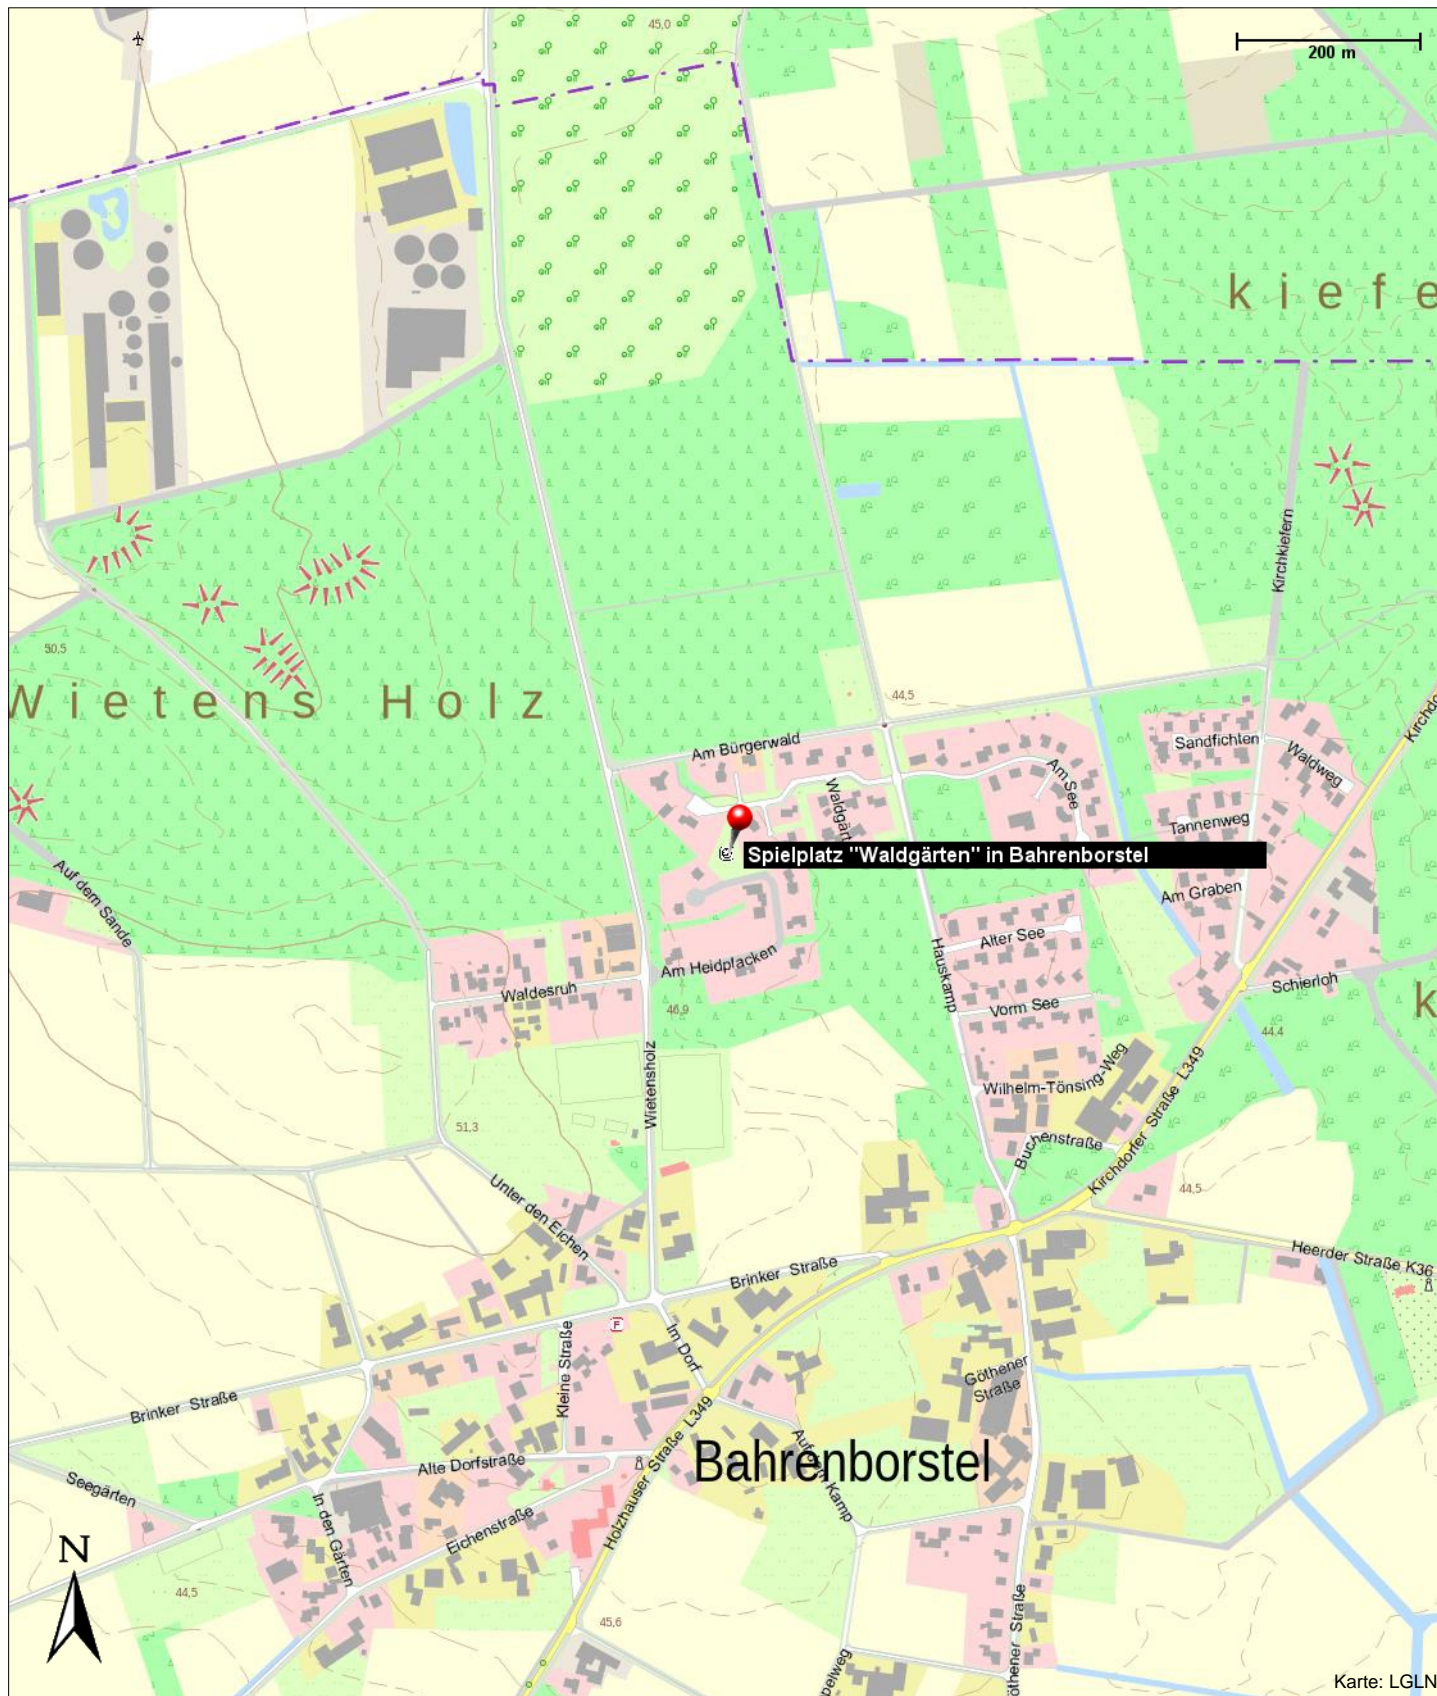 45,0
200 m
kiefe
50,5
Wietens Holz
44,5
Kirchkiefern
Am Bürgerwald
Sandfichten
Waldweg
Am See
Tannenweg
Spielplatz "Waldgärten" in Bahrenborstel
Auf dem Sande
Am Graben
Alter See
Hauskamp
Am Heidplacken
Waldesruh
Schierloh
Vorm See
46,9
44,4
k
Wietensholz
Wilhelm-Tönsing-Weg
Kirchdorfer Straße L349
51,3
Buchenstraße
44,5
Unter den Eichen
Heerder Straße K36
Brinker Straße
F
Im Dorf
Kleine Straße
Göthener
Straße
Brinker Straße
Holzhauser Straße L349
Bahrenborstel
Alte Dorfstraße
Seegärten
In den Gärten
Eichenstraße
N
44,5
45,6
Göthener Straße
Karte: LGLN